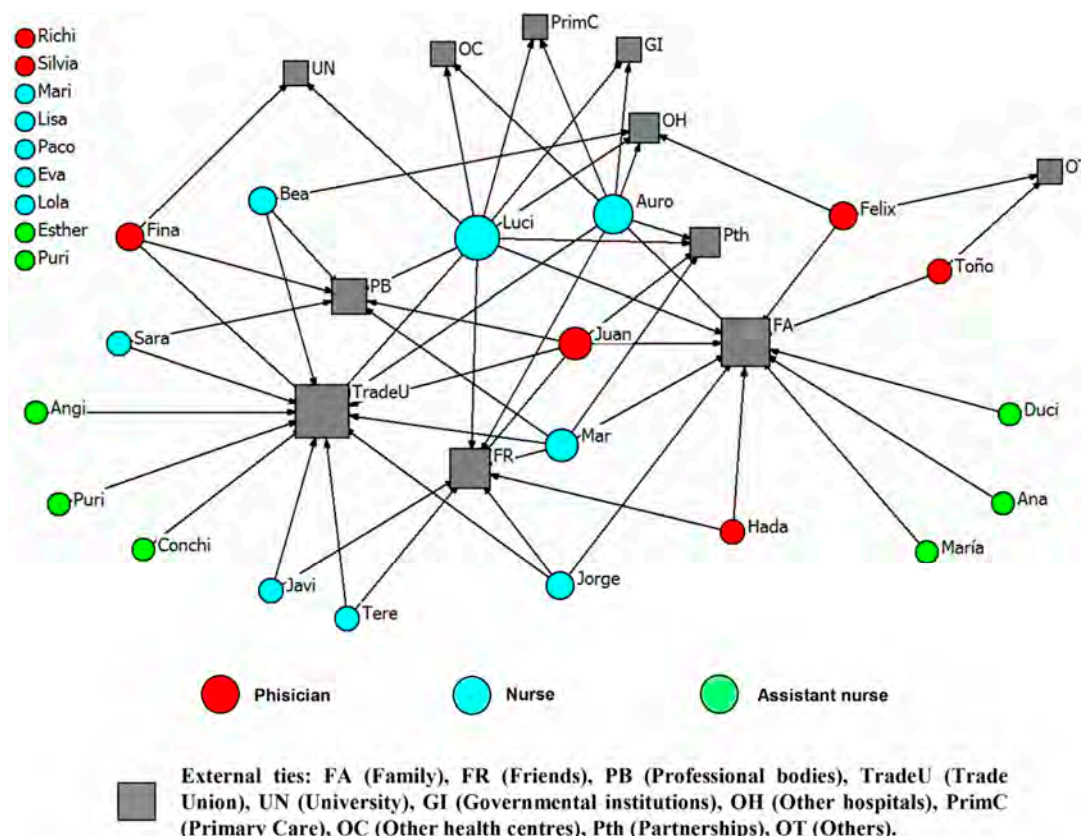 Richi
Silvia
Mari
Lisa
Paco
Eva
Lola
Esther
Puri
PrimC
OC
GI
UN
OH
OT
Bea
Luci
Auro
Felix
Fina
Pth
Toño
PB
FA
Sara
Juan
TradeU
Angi
Duci
FR
Mar
Puri
Ana
Hada
Conchi
María
Javi
Jorge
Tere
Phisician
Nurse
Assistant nurse
External ties: FA (Family), FR (Friends), PB (Professional bodies), TradeU (Trade
Union), UN (University), GI (Governmental institutions), OH (Other hospitals), PrimC
(Primary Care), OC (Other health centres), Pth (Partnerships), OT (Others).